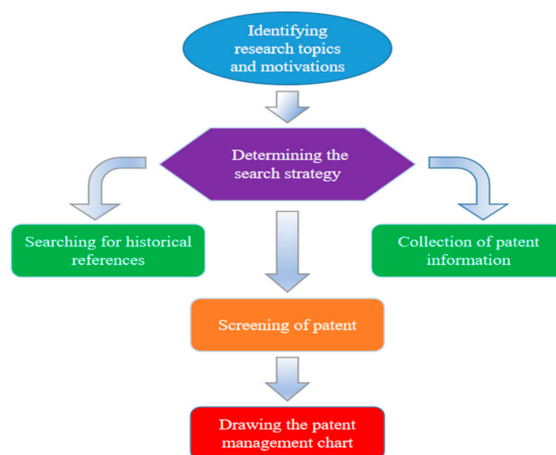 Identifying
research topics
and motivations
Determining the
search strategy
Searching for historical
references
Collection of patent
information
Screening of patent
Drawing the patent
management chart